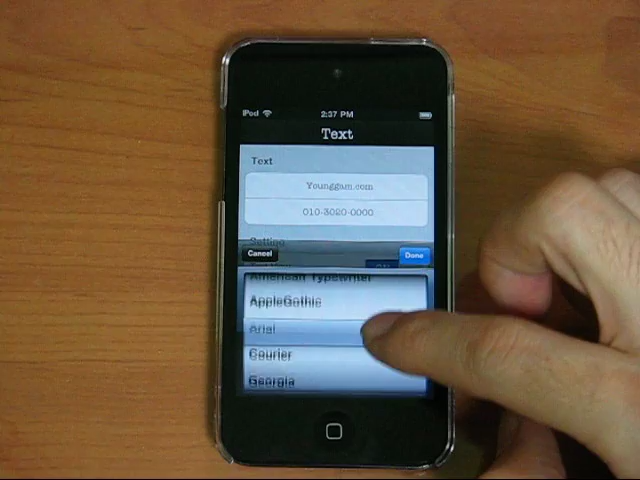 iPod 2:37 PM
Text
Text
Younggam.com
010-3020-0000
Setting
Cancel Done
ON
American Typewriter
AppleGothic
Arial
Courier
Georgia